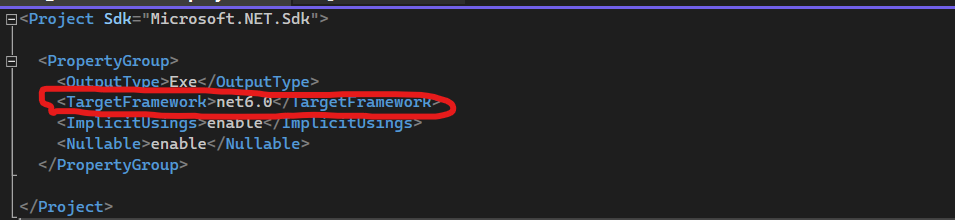 <Project Sdk="Microsoft.NET.Sdk">
<PropertyGroup>
<OutputType>Exe</OutputType>
<TargetFramework>net6.0</TargetFramework>
<ImplicitUsings>enable</ImplicitUsings>
<Nullable>enable</Nullable>
</PropertyGroup>
</Project>